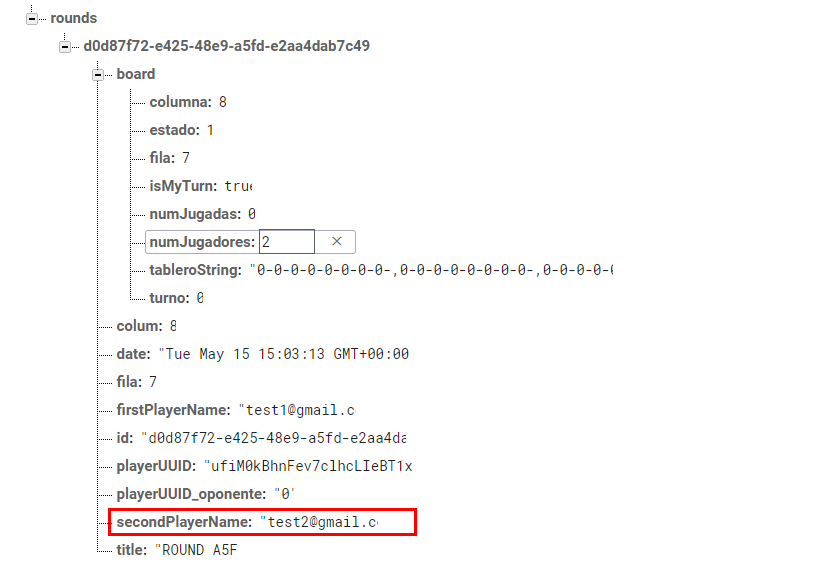 rounds
d0d87f72-e425-48e9-a5fd-e2aa4dab7c49
board
columna: 8
estado: 1
fila: 7
isMyTurn: true
numJugadas: 0
numJugadores: 2 ×
tableroString: "0-0-0-0-0-0-0-0-,0-0-0-0-0-0-0-0-,0-0-0-0-0
turno: 0
colum: 8
date: "Tue May 15 15:03:13 GMT+00:00
fila: 7
firstPlayerName: "test1@gmail.c
id: "d0d87f72-e425-48e9-a5fd-e2aa4da
playerUUID: "ufiM0kBhnFev7clhcLIeBT1x
playerUUID_oponente: "0'
secondPlayerName: "test2@gmail.c
title: "ROUND A5F